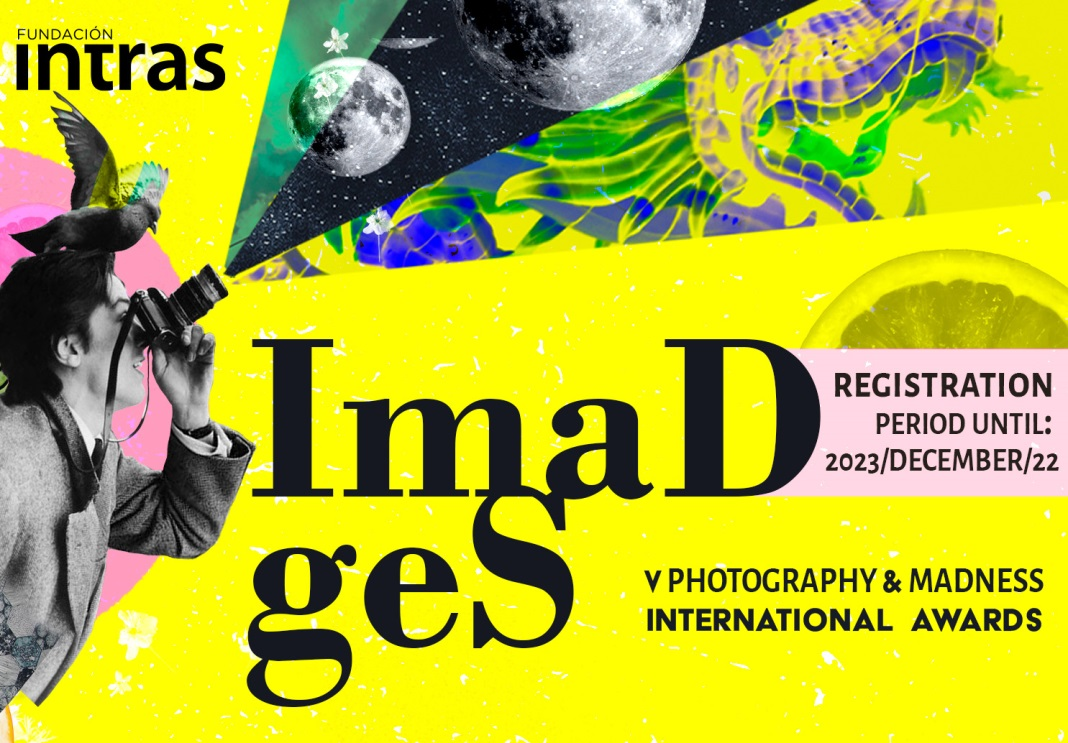 FUNDACIÓN
intras
ImaD
geS
REGISTRATION
PERIOD UNTIL:
2023/DECEMBER/22
V PHOTOGRAPHY & MADNESS
INTERNATIONAL AWARDS